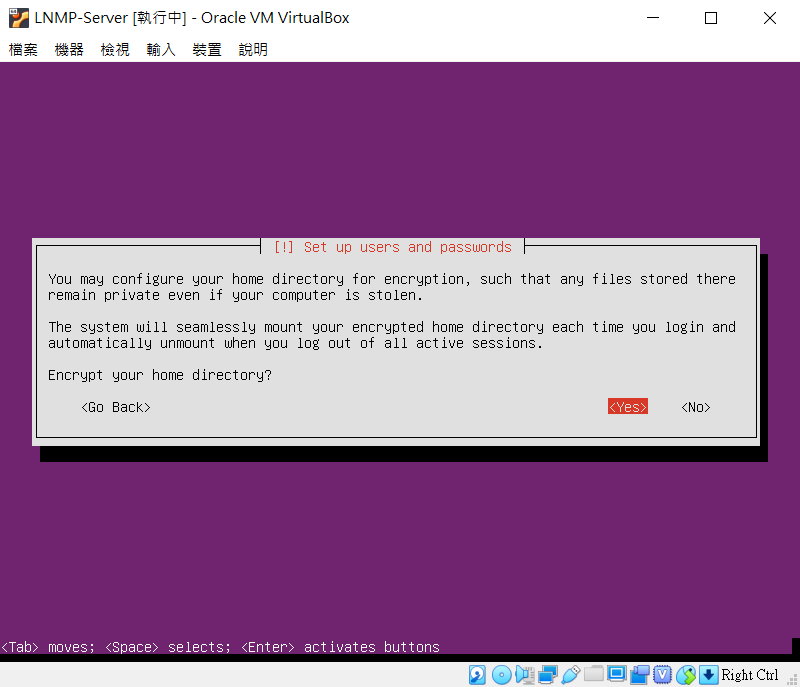 LNMP-Server [執行中] - Oracle VM VirtualBox
檔案 機器 檢視 輸入 裝置 說明
[!] Set up users and passwords
You may configure your home directory for encryption, such that any files stored there
remain private even if your computer is stolen.
The system will seamlessly mount your encrypted home directory each time you login and
automatically unmount when you log out of all active sessions.
Encrypt your home directory?
<Go Back> <Yes> <No>
<Tab> moves; <Space> selects; <Enter> activates buttons
Right Ctrl